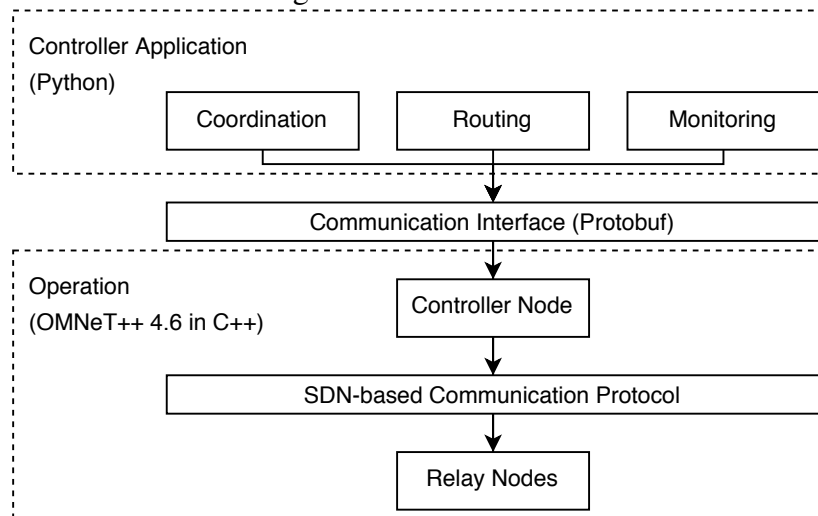 Controller Application
(Python)
Coordination
Routing
Monitoring
Communication Interface (Protobuf)
Operation
(OMNeT++ 4.6 in C++)
Controller Node
SDN-based Communication Protocol
Relay Nodes